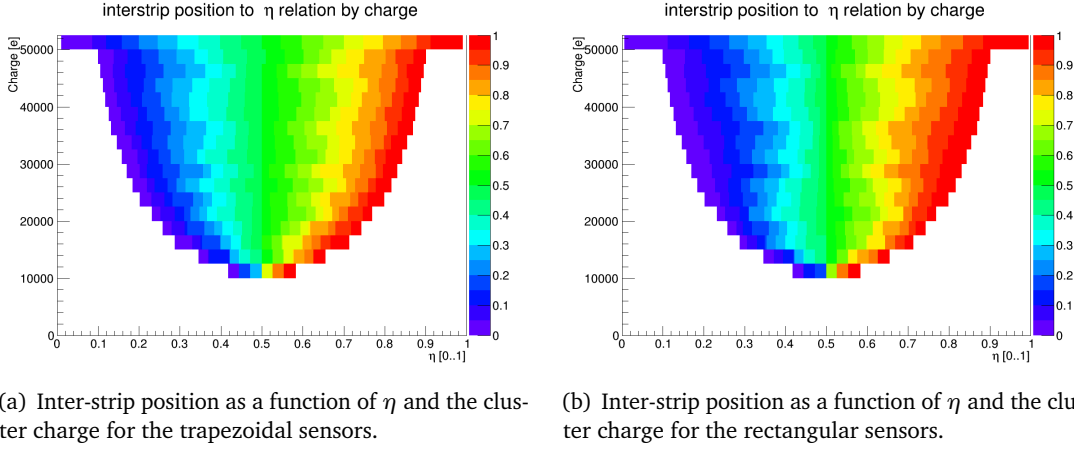 interstrip position to η relation by charge
Charge [e]
50000
40000
30000
20000
10000
0
0 0.1 0.2 0.3 0.4 0.5 0.6 0.7 0.8 0.9 1
η [0..1]
1
0.9
0.8
0.7
0.6
0.5
0.4
0.3
0.2
0.1
0
(a) Inter-strip position as a function of η and the clus-
ter charge for the trapezoidal sensors.
interstrip position to η relation by charge
Charge [e]
50000
40000
30000
20000
10000
0
0 0.1 0.2 0.3 0.4 0.5 0.6 0.7 0.8 0.9 1
η [0..1]
1
0.9
0.8
0.7
0.6
0.5
0.4
0.3
0.2
0.1
0
(b) Inter-strip position as a function of η and the clu
ter charge for the rectangular sensors.